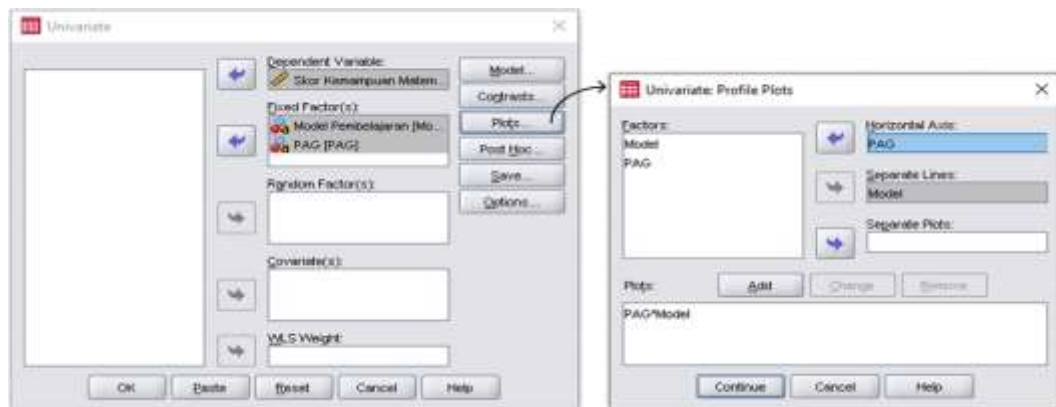 Univariate
Dependent Variable:
Skor Kemampuan Matem...
Fixed Factor(s):
Model Pembelajaran [Mo...
PAG [PAG]
Random Factor(s):
Covariate(s):
WLS Weight:
Model...
Contrasts...
Plots...
Post Hoc...
Save...
Options...
OK
Paste
Reset
Cancel
Help
Univariate: Profile Plots
Factors:
Model
PAG
Horizontal Axis:
PAG
Separate Lines:
Model
Separate Plots:
Plots:
Add
Change
Remove
PAG*Model
Continue
Cancel
Help